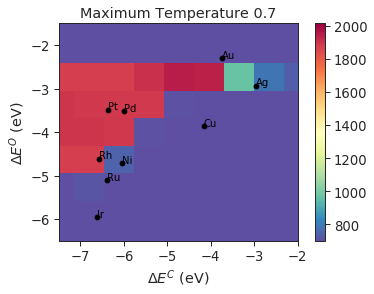 Maximum Temperature 0.7
Au
Ag
Pt
Pd
Cu
Rh
Ni
Ru
Ir
−2
−3
−4
−5
−6
ΔE^O (eV)
−7
−6
−5
−4
−3
−2
ΔE^C (eV)
2000
1800
1600
1400
1200
1000
800